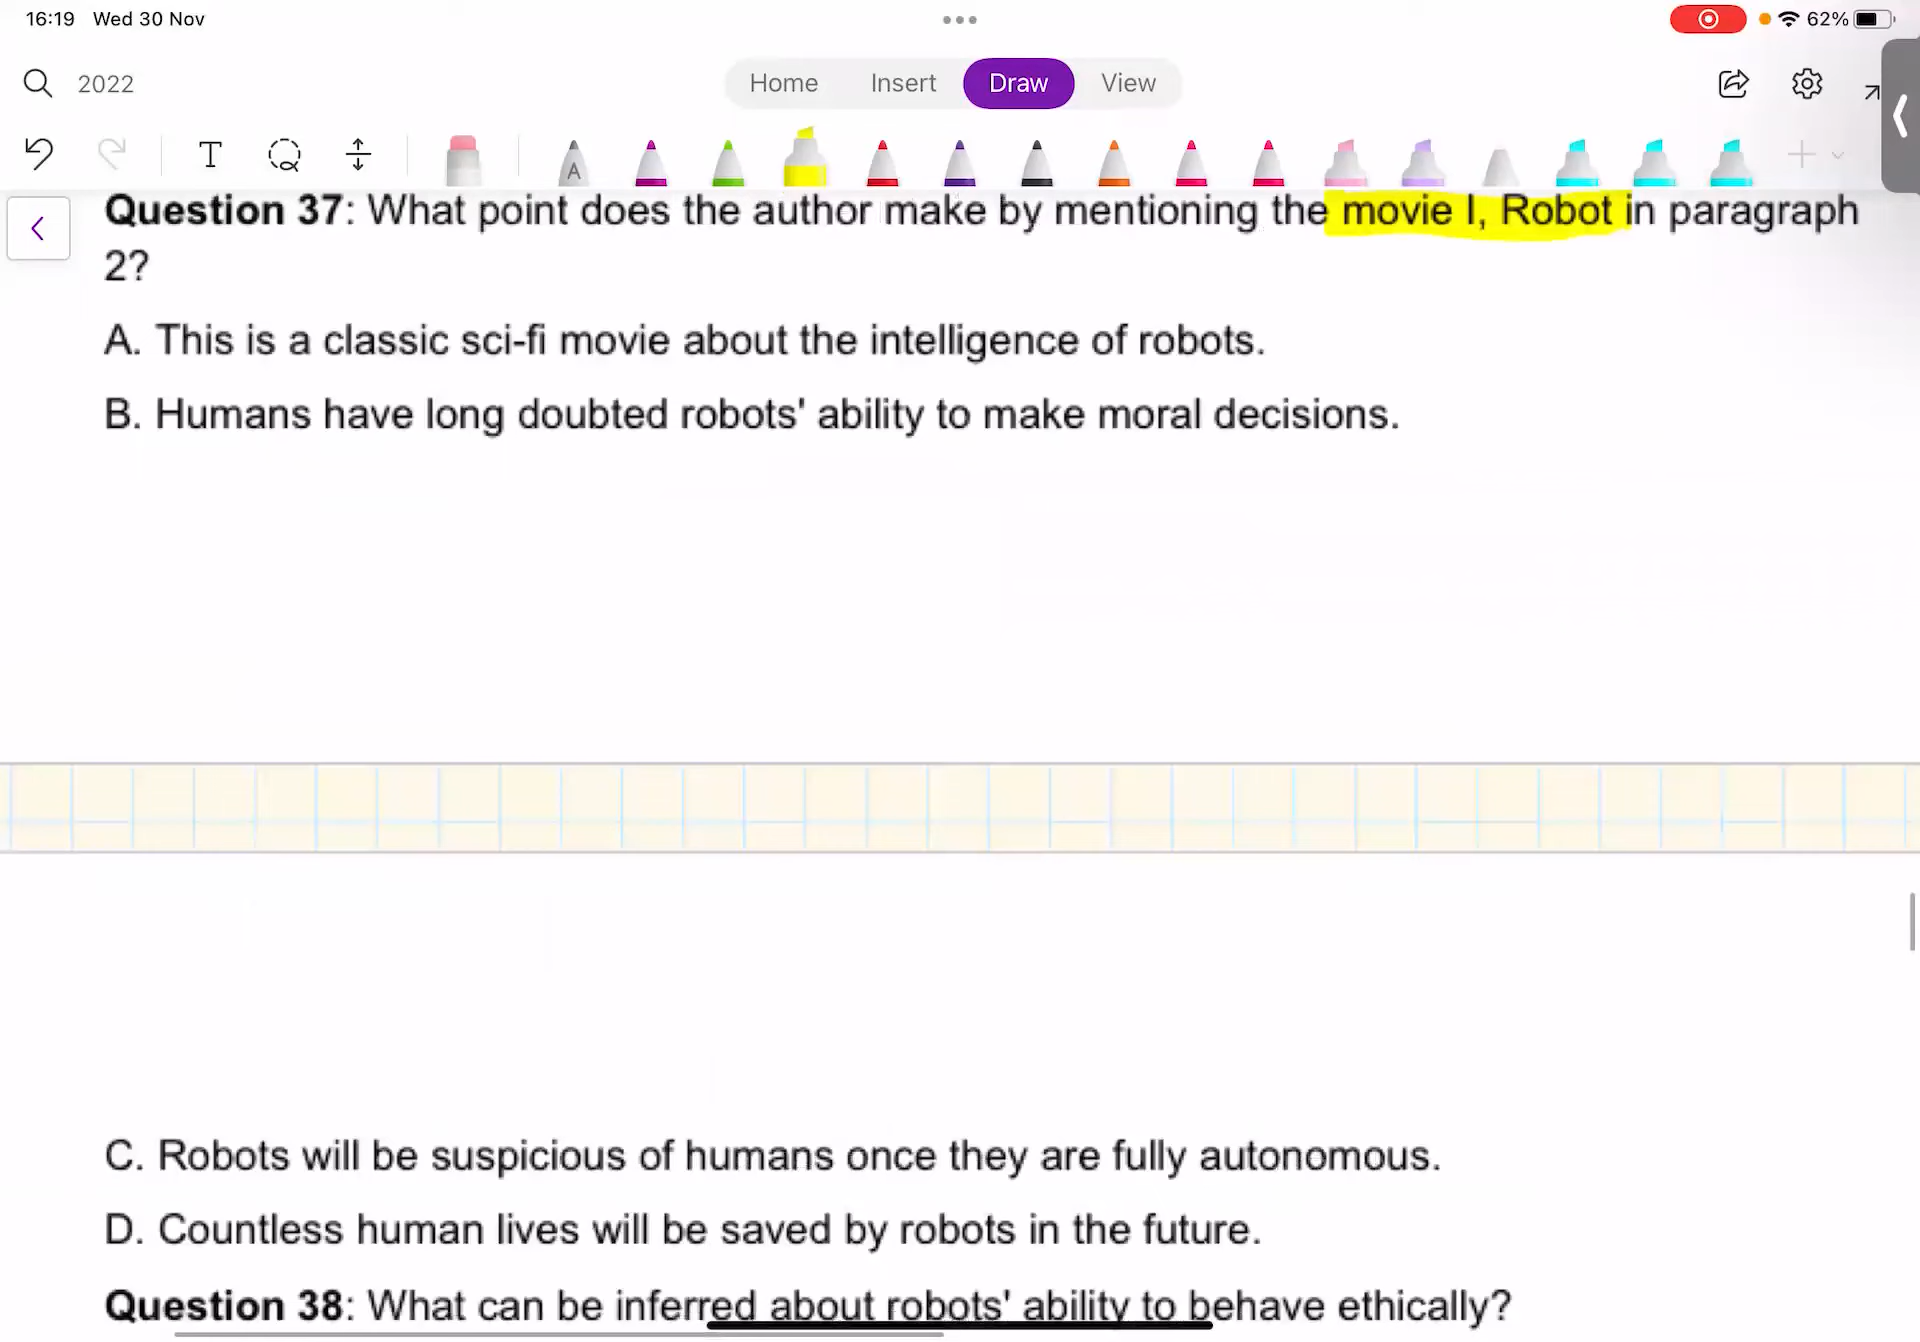 16:19 Wed 30 Nov
62%
2022
Home Insert Draw View
T
A
Question 37: What point does the author make by mentioning the movie I, Robot in paragraph
2?
A. This is a classic sci-fi movie about the intelligence of robots.
B. Humans have long doubted robots' ability to make moral decisions.
C. Robots will be suspicious of humans once they are fully autonomous.
D. Countless human lives will be saved by robots in the future.
Question 38: What can be inferred about robots' ability to behave ethically?